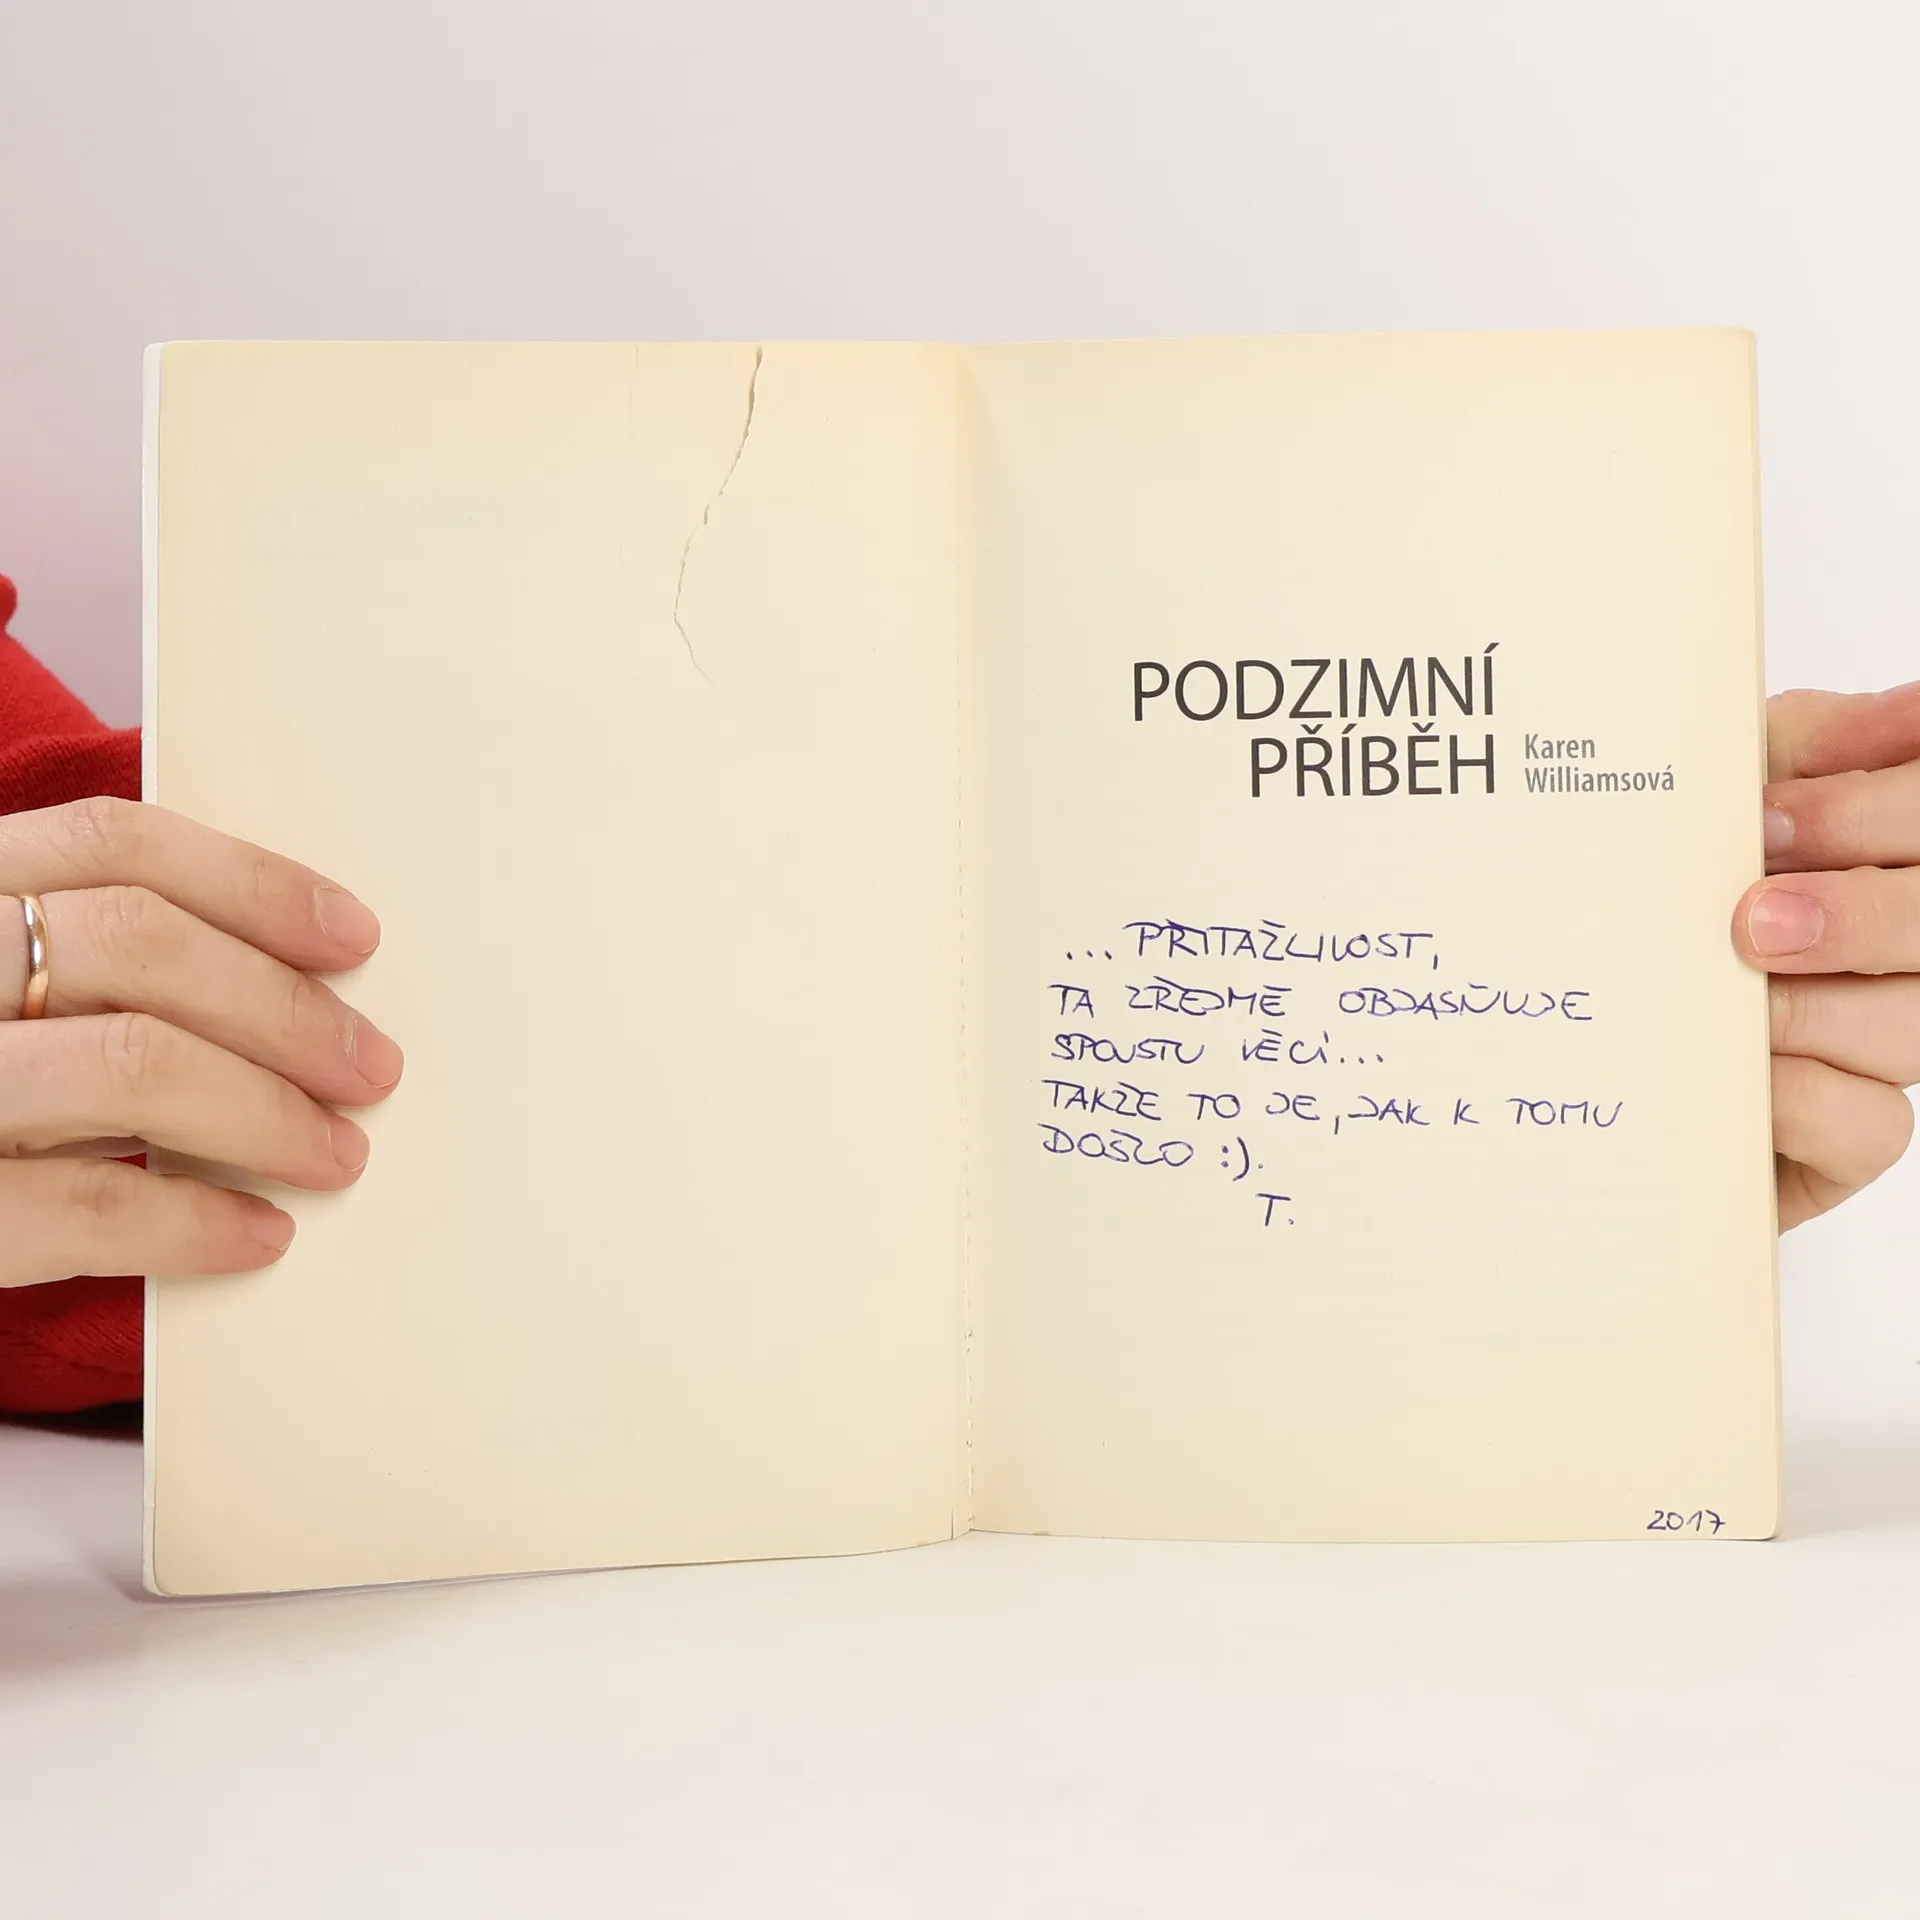 PODZIMNÍ
PŘÍBĚH
Karen
Williamsová
... PŘITAŽLIVOST,
TA ZŘEJMĚ OBJASŇUJE
SPOUSTU VĚCÍ...
TAKŽE TO JE, JAK K TOMU
DOŠLO :).
T.
2017